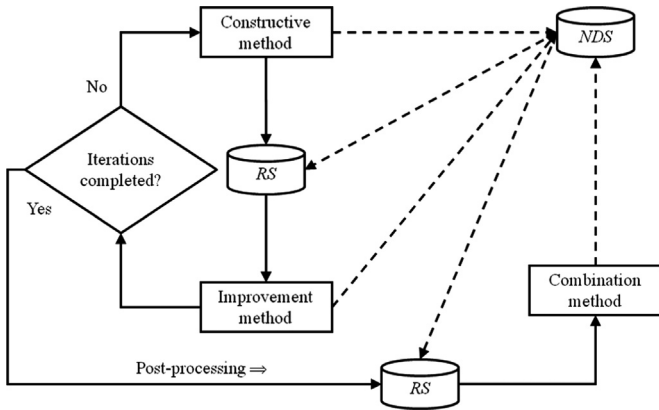 Constructive
method
NDS
No
Iterations
completed?
RS
Yes
Improvement
method
Combination
method
Post-processing ⇒
RS